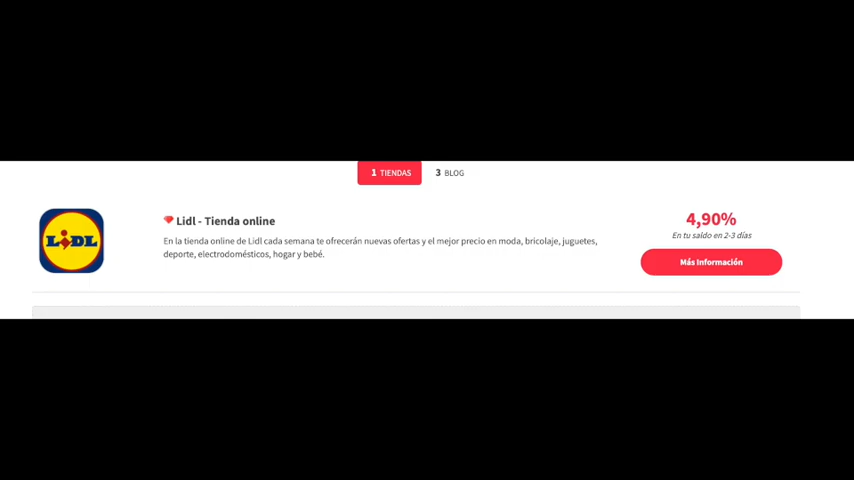 1 TIENDAS 3 BLOG
LIDL
Lidl - Tienda online
En la tienda online de Lidl cada semana te ofrecerán nuevas ofertas y el mejor precio en moda, bricolaje, juguetes,
deporte, electrodomésticos, hogar y bebé.
4,90%
En tu saldo en 2-3 días
Más Información